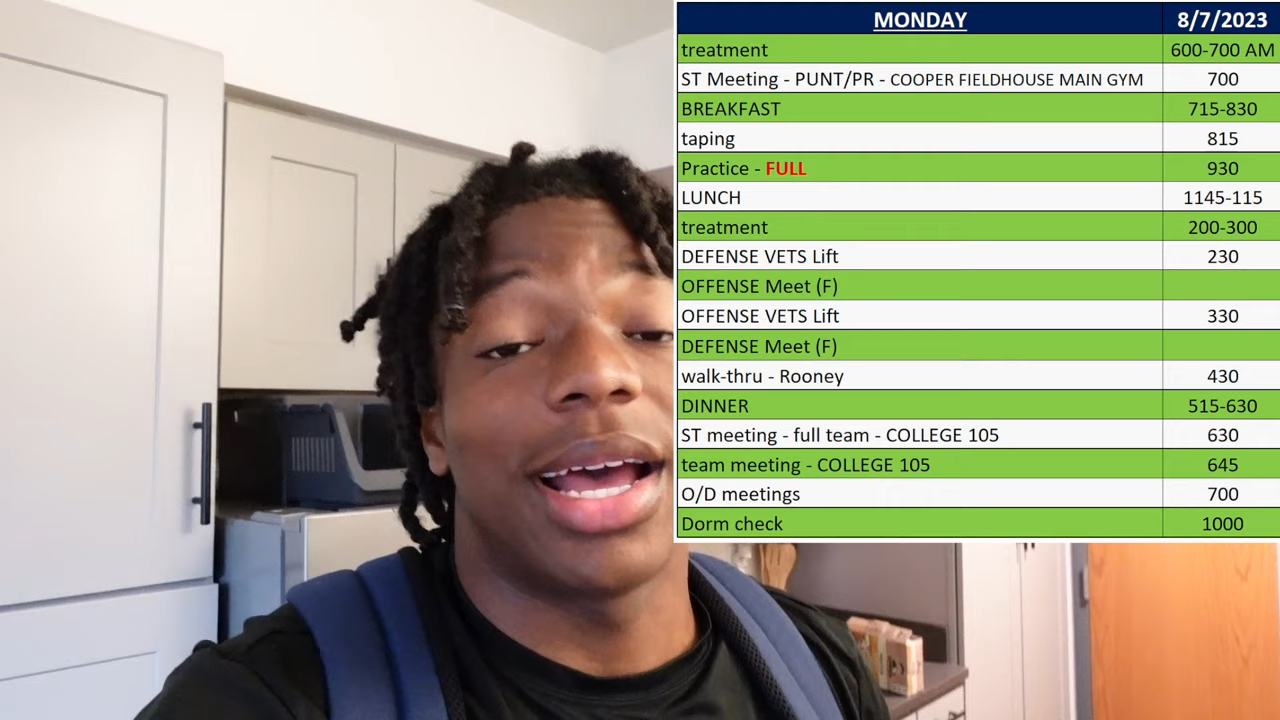 MONDAY 8/7/2023
treatment 600-700 AM
ST Meeting - PUNT/PR - COOPER FIELDHOUSE MAIN GYM 700
BREAKFAST 715-830
taping 815
Practice - FULL 930
LUNCH 1145-115
treatment 200-300
DEFENSE VETS Lift 230
OFFENSE Meet (F)
OFFENSE VETS Lift 330
DEFENSE Meet (F)
walk-thru - Rooney 430
DINNER 515-630
ST meeting - full team - COLLEGE 105 630
team meeting - COLLEGE 105 645
O/D meetings 700
Dorm check 1000